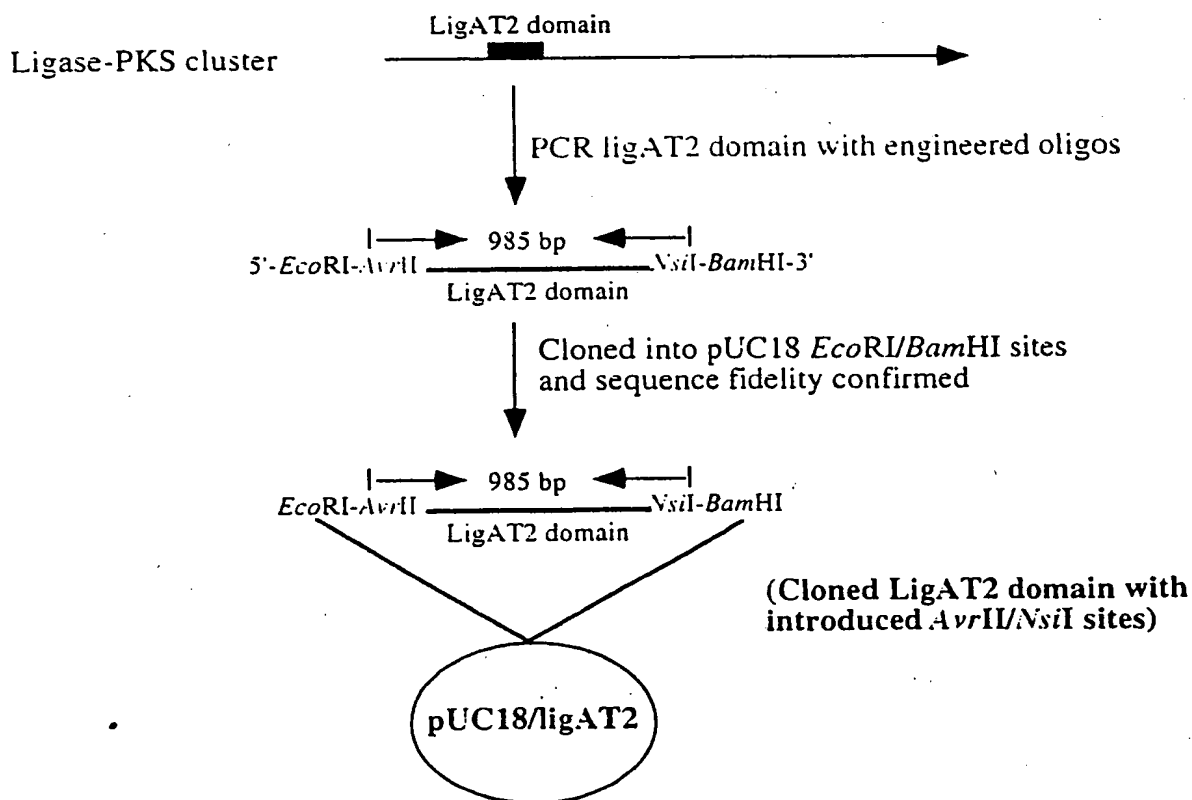 LigAT2 domain
Ligase-PKS cluster
PCR ligAT2 domain with engineered oligos
985 bp
5'-EcoRI-AvrII
NsiI-BamHI-3'
LigAT2 domain
Cloned into pUC18 EcoRI/BamHI sites
and sequence fidelity confirmed
985 bp
EcoRI-AvrII
NsiI-BamHI
LigAT2 domain
(Cloned LigAT2 domain with
introduced AvrII/NsiI sites)
pUC18/ligAT2